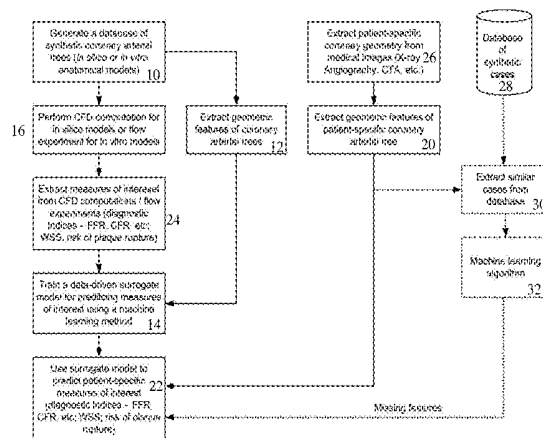 Generate a database of
synthetic coronary arterial
trees (in silico or in vitro
anatomical models)
10
Extract patient-specific
coronary geometry from
medical images (X-ray
Angiography, CTA, etc.)
26
Database
of
synthetic
cases
28
16
Perform CFD computation for
in silico models or flow
experiment for in vitro models
Extract geometric
features of coronary
arterial trees
12
Extract geometric features of
patient-specific coronary
arterial tree
20
Extract measures of interest
from CFD computations / flow
experiments (diagnostic
indices - FFR, CFR, etc;
WSS, risk of plaque rupture)
24
Extract similar
cases from
database
30
Train a data-driven surrogate
model for predicting measures
of interest using a machine
learning method
14
Machine learning
algorithm
32
Use surrogate model to
predict patient-specific
measures of interest
(diagnostic indices - FFR,
CFR, etc; WSS; risk of plaque
rupture)
22
Missing features